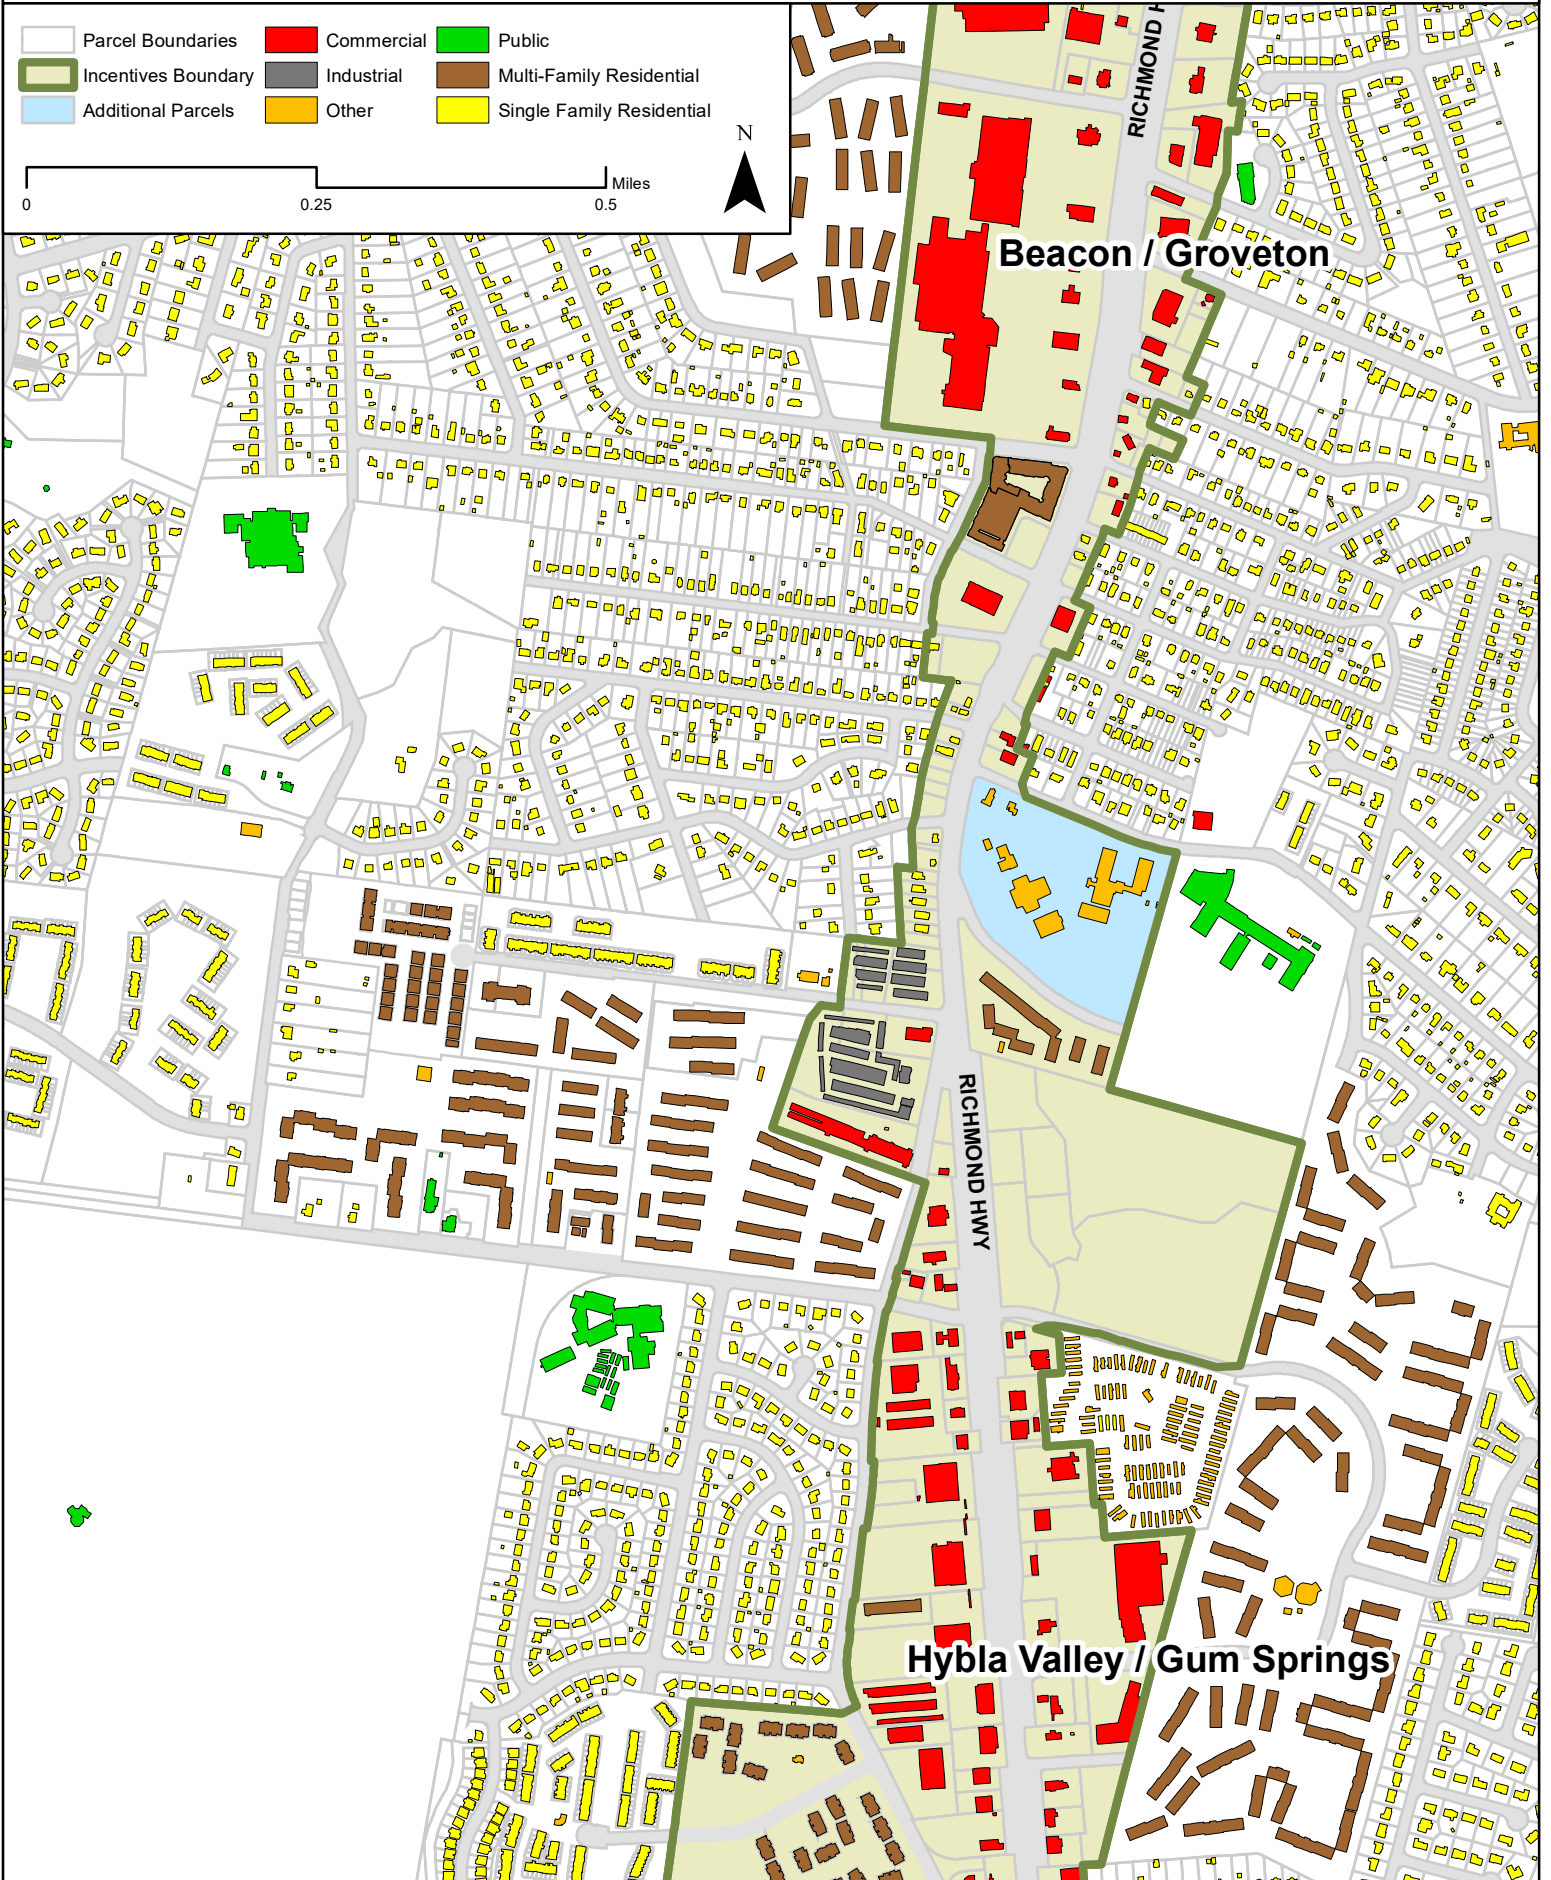 Parcel Boundaries
Commercial
Public
Incentives Boundary
Industrial
Multi-Family Residential
Additional Parcels
Other
Single Family Residential
N
Miles
0
0.25
0.5
RICHMOND H
Beacon / Groveton
RICHMOND HWY
Hybla Valley / Gum Springs